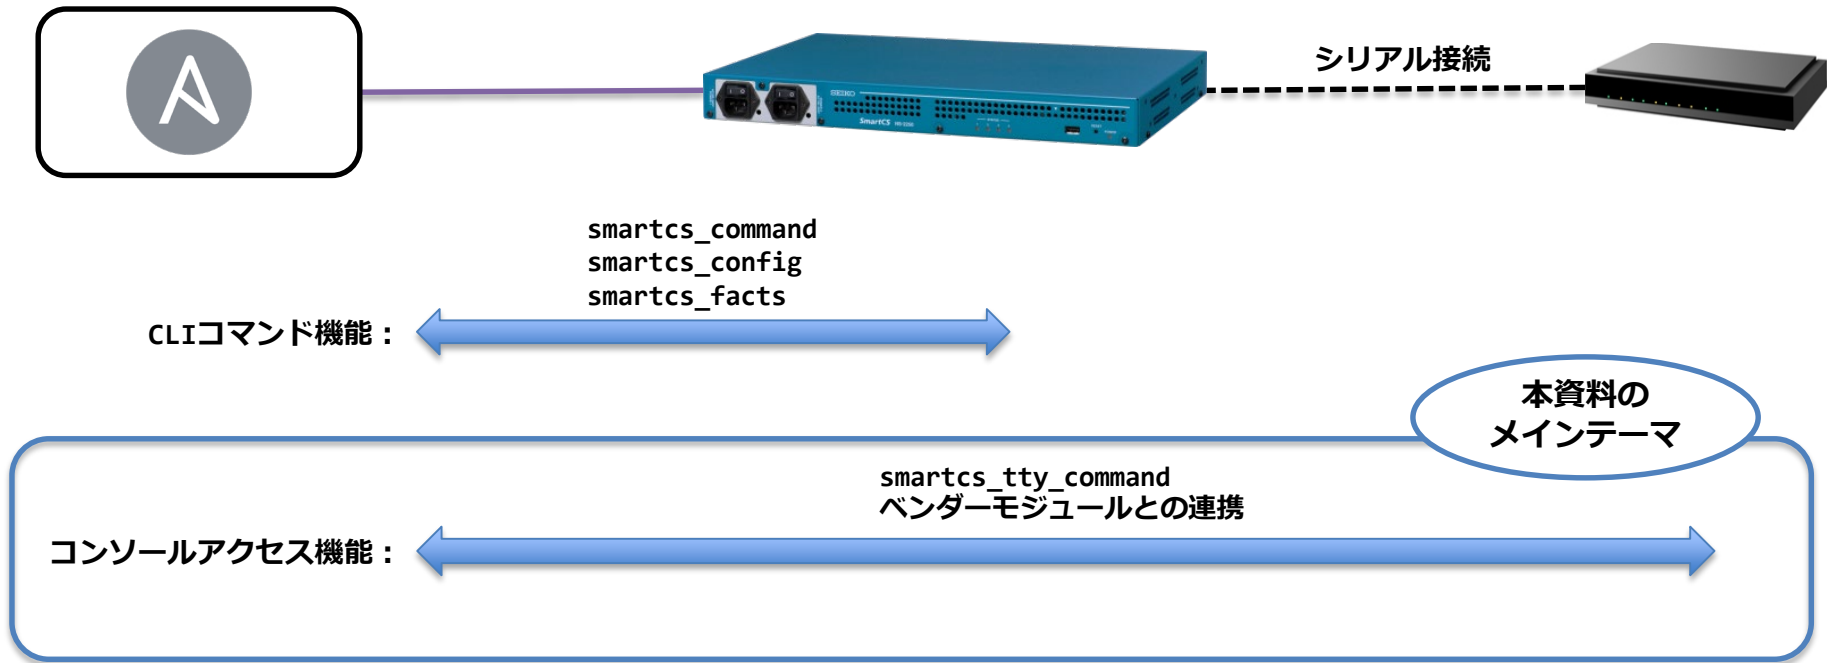 シリアル接続
SEIKO
SmartCS
smartcs_command
smartcs_config
smartcs_facts
CLIコマンド機能：
本資料の
メインテーマ
smartcs_tty_command
ベンダーモジュールとの連携
コンソールアクセス機能：